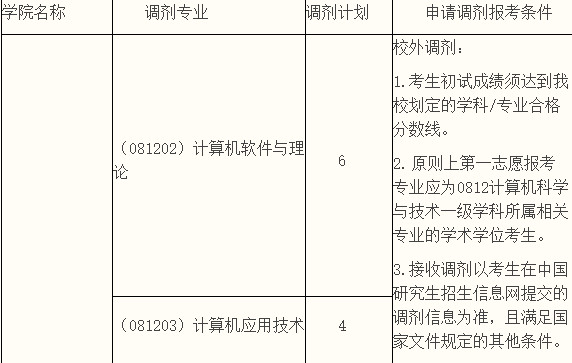 学院名称 调剂专业 调剂计划 申请调剂报考条件
（081202）计算机软件与理
论
6
校外调剂：
1.考生初试成绩须达到我
校划定的学科/专业合格
分数线。
2. 原则上第一志愿报考
专业应为0812计算机科学
与技术一级学科所属相关
专业的学术学位考生。
3.接收调剂以考生在中国
研究生招生信息网提交的
调剂信息为准，且满足国
家文件规定的其他条件。
（081203）计算机应用技术
4